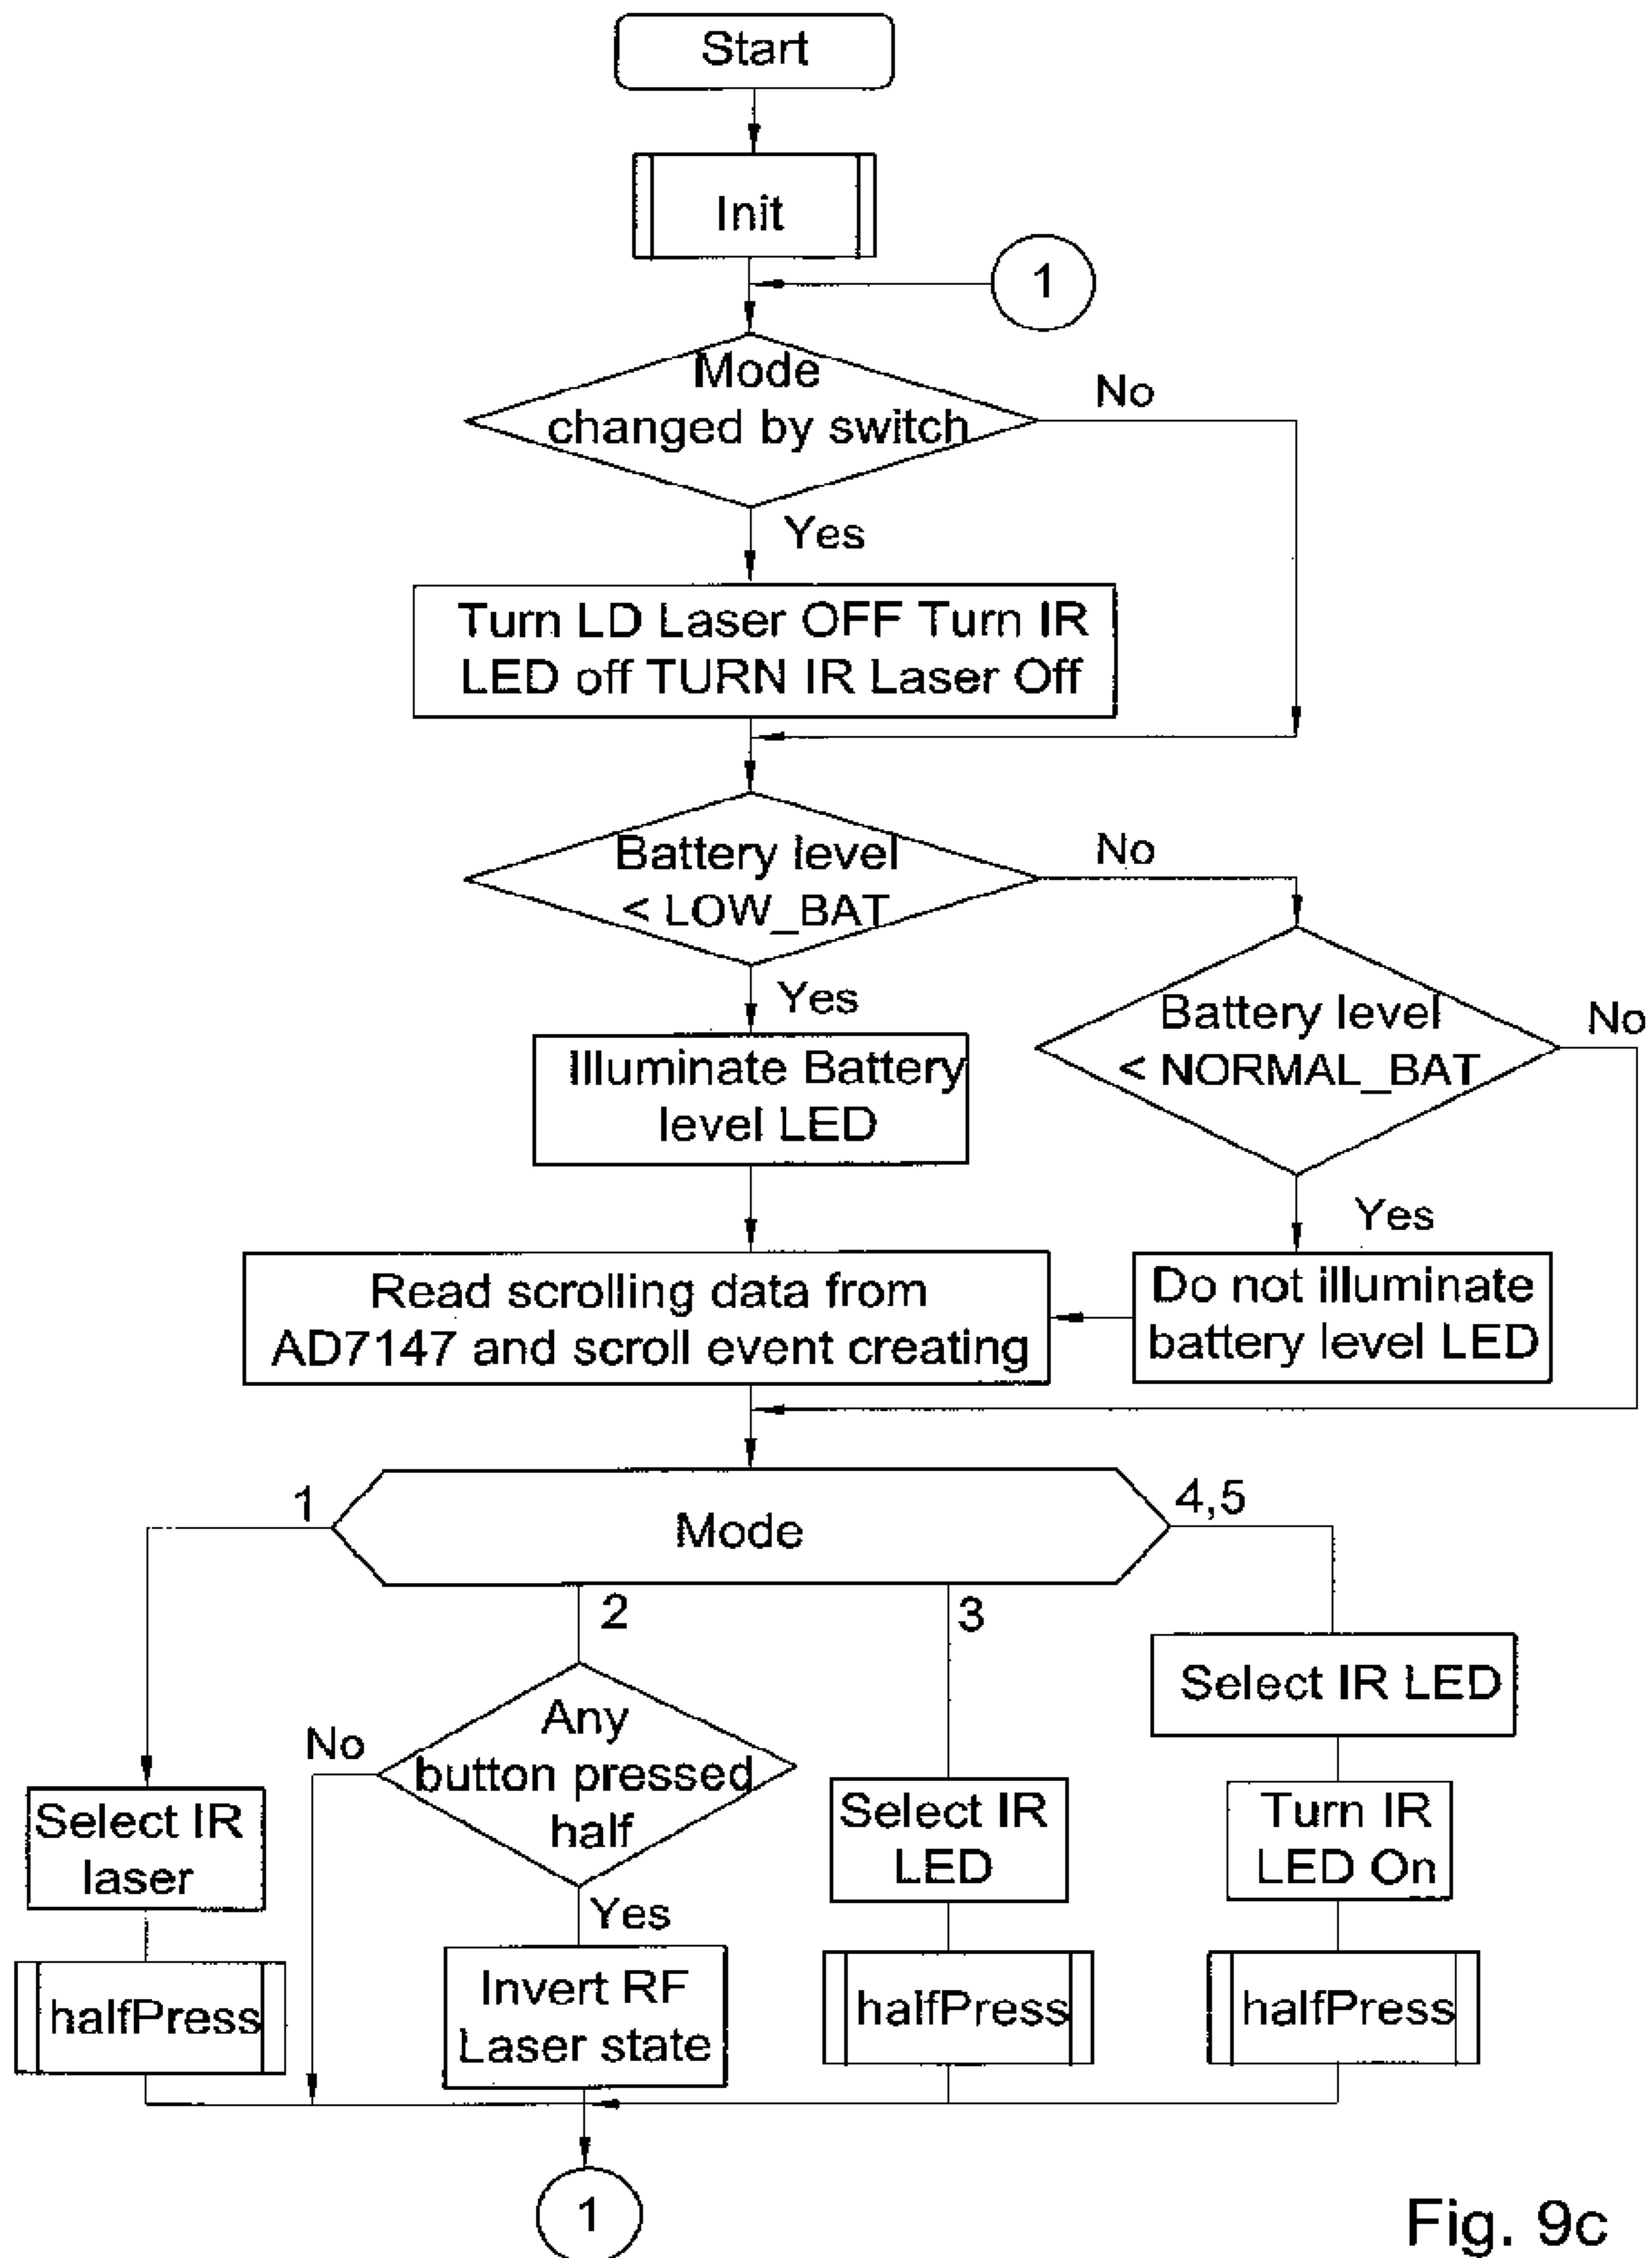 Start
Init
1
Mode
changed by switch
No
Yes
Turn LD Laser OFF Turn IR
LED off TURN IR Laser Off
Battery level
< LOW_BAT
No
Yes
Battery level
< NORMAL_BAT
No
Illuminate Battery
level LED
Yes
Read scrolling data from
AD7147 and scroll event creating
Do not illuminate
battery level LED
1
Mode
4,5
2
3
Select IR LED
Any
button pressed
half
No
Select IR
laser
Select IR
LED
Turn IR
LED On
Yes
halfPress
Invert RF
Laser state
halfPress
halfPress
1
Fig. 9c